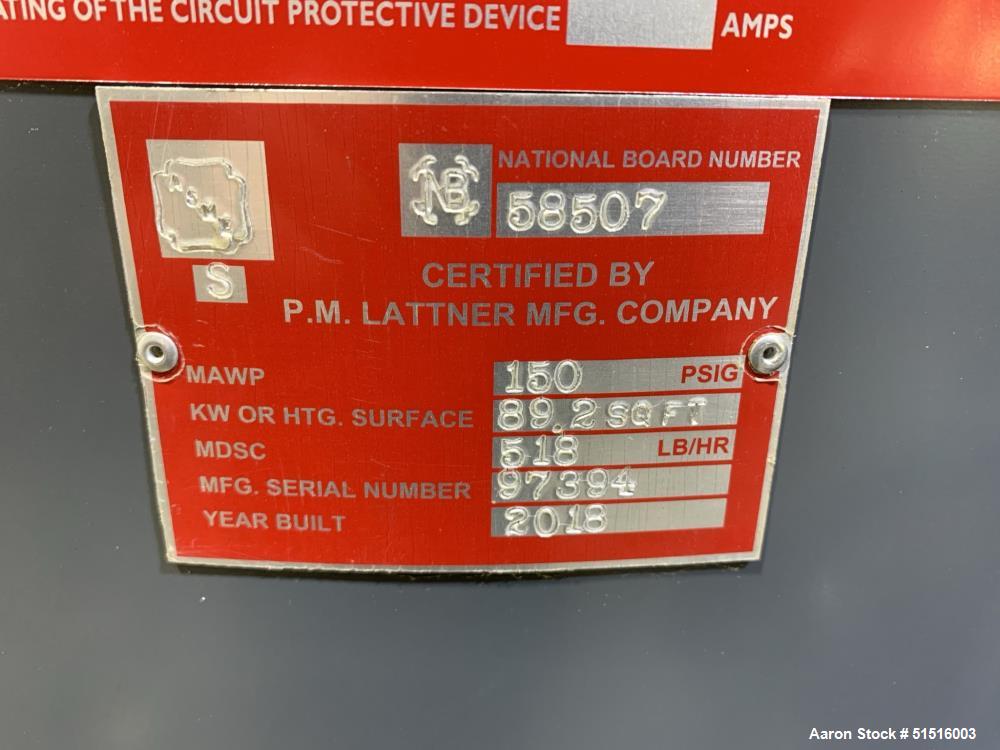 ATING OF THE CIRCUIT PROTECTIVE DEVICE AMPS
ASME
NB
NATIONAL BOARD NUMBER
58507
S
CERTIFIED BY
P.M. LATTNER MFG. COMPANY
MAWP 150 PSIG
KW OR HTG. SURFACE 89.2 SQ FT
MDSC 518 LB/HR
MFG. SERIAL NUMBER 97394
YEAR BUILT 2018
Aaron Stock # 51516003